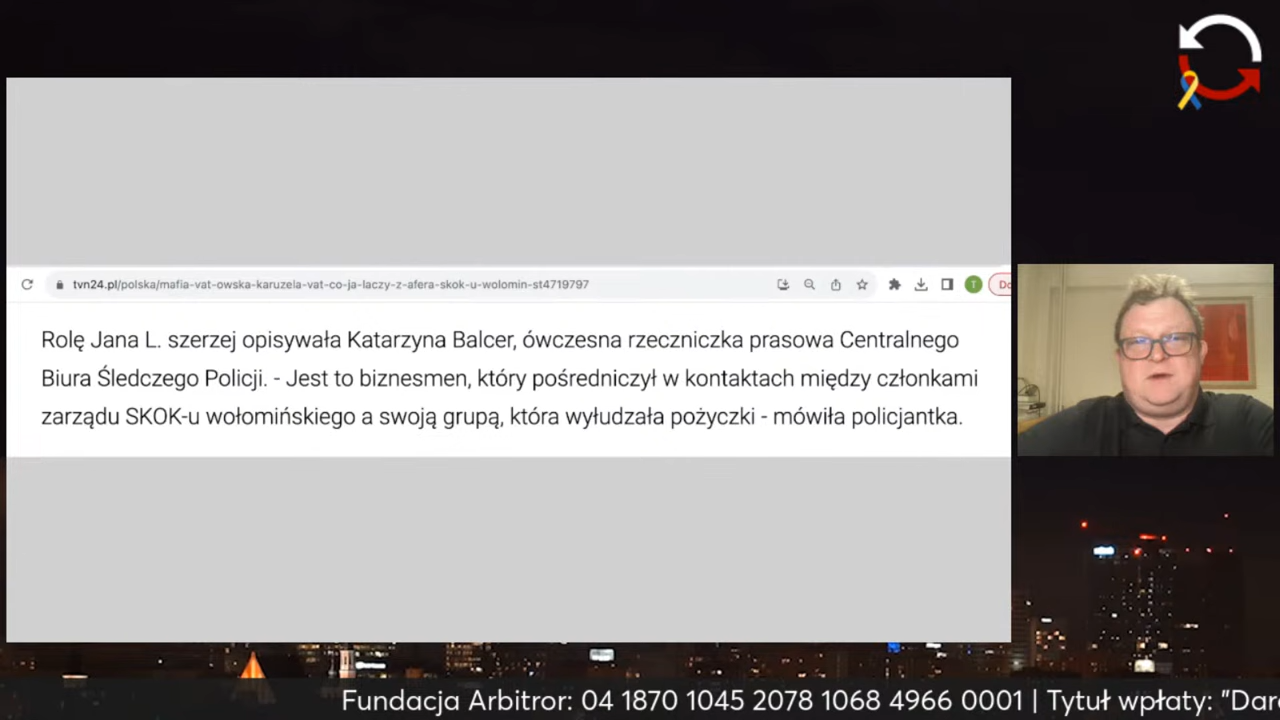 tvn24.pl/polska/mafia-vat-owska-karuzela-vat-co-ja-laczy-z-afera-skok-u-wolomin-st4719797
T
Rolę Jana L. szerzej opisywała Katarzyna Balcer, ówczesna rzeczniczka prasowa Centralnego
Biura Śledczego Policji. - Jest to biznesmen, który pośredniczył w kontaktach między członkami
zarządu SKOK-u wołomińskiego a swoją grupą, która wyłudzała pożyczki - mówiła policjantka.
Fundacja Arbitror: 04 1870 1045 2078 1068 4966 0001 | Tytuł wpłaty: "Dar